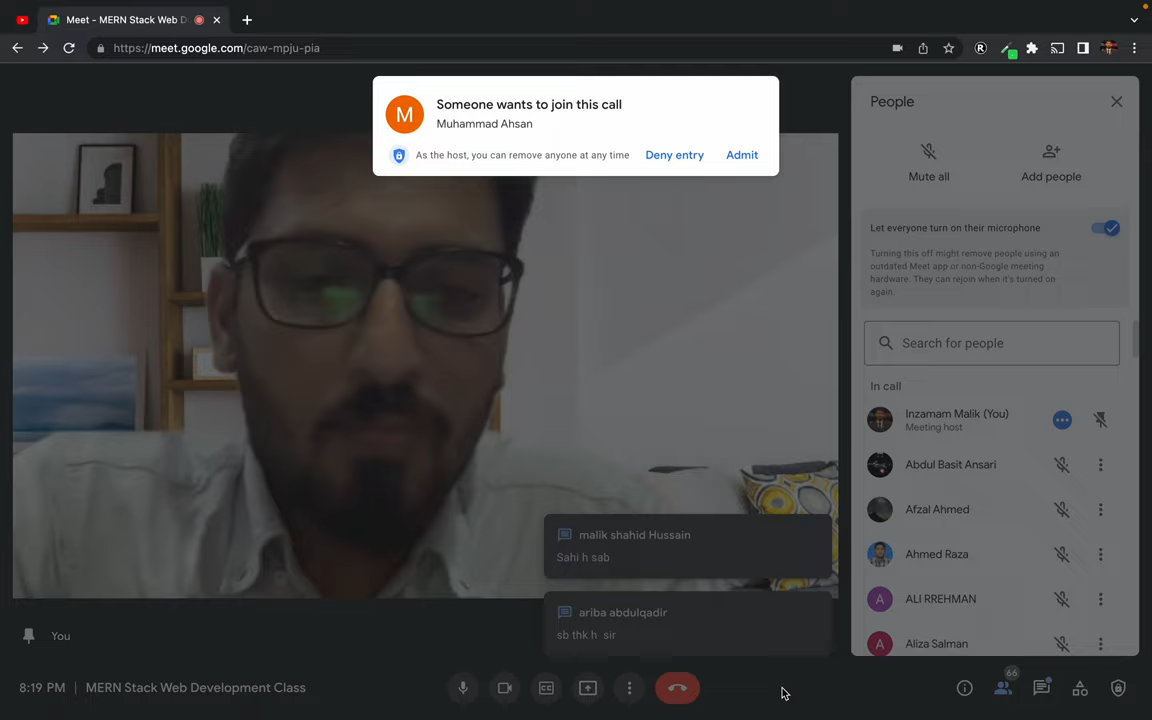 Meet - MERN Stack Web D
https://meet.google.com/caw-mpju-pia
M
Someone wants to join this call
Muhammad Ahsan
As the host, you can remove anyone at any time
Deny entry
Admit
People
Mute all
Add people
Let everyone turn on their microphone
Turning this off might remove people using an
outdated Meet app or non-Google meeting
hardware. They can rejoin when it's turned on
again.
Search for people
In call
Inzamam Malik (You)
Meeting host
Abdul Basit Ansari
Afzal Ahmed
Ahmed Raza
A ALI RREHMAN
A Aliza Salman
malik shahid Hussain
Sahi h sab
ariba abdulqadir
sb thk h sir
You
8:19 PM | MERN Stack Web Development Class
CC
66